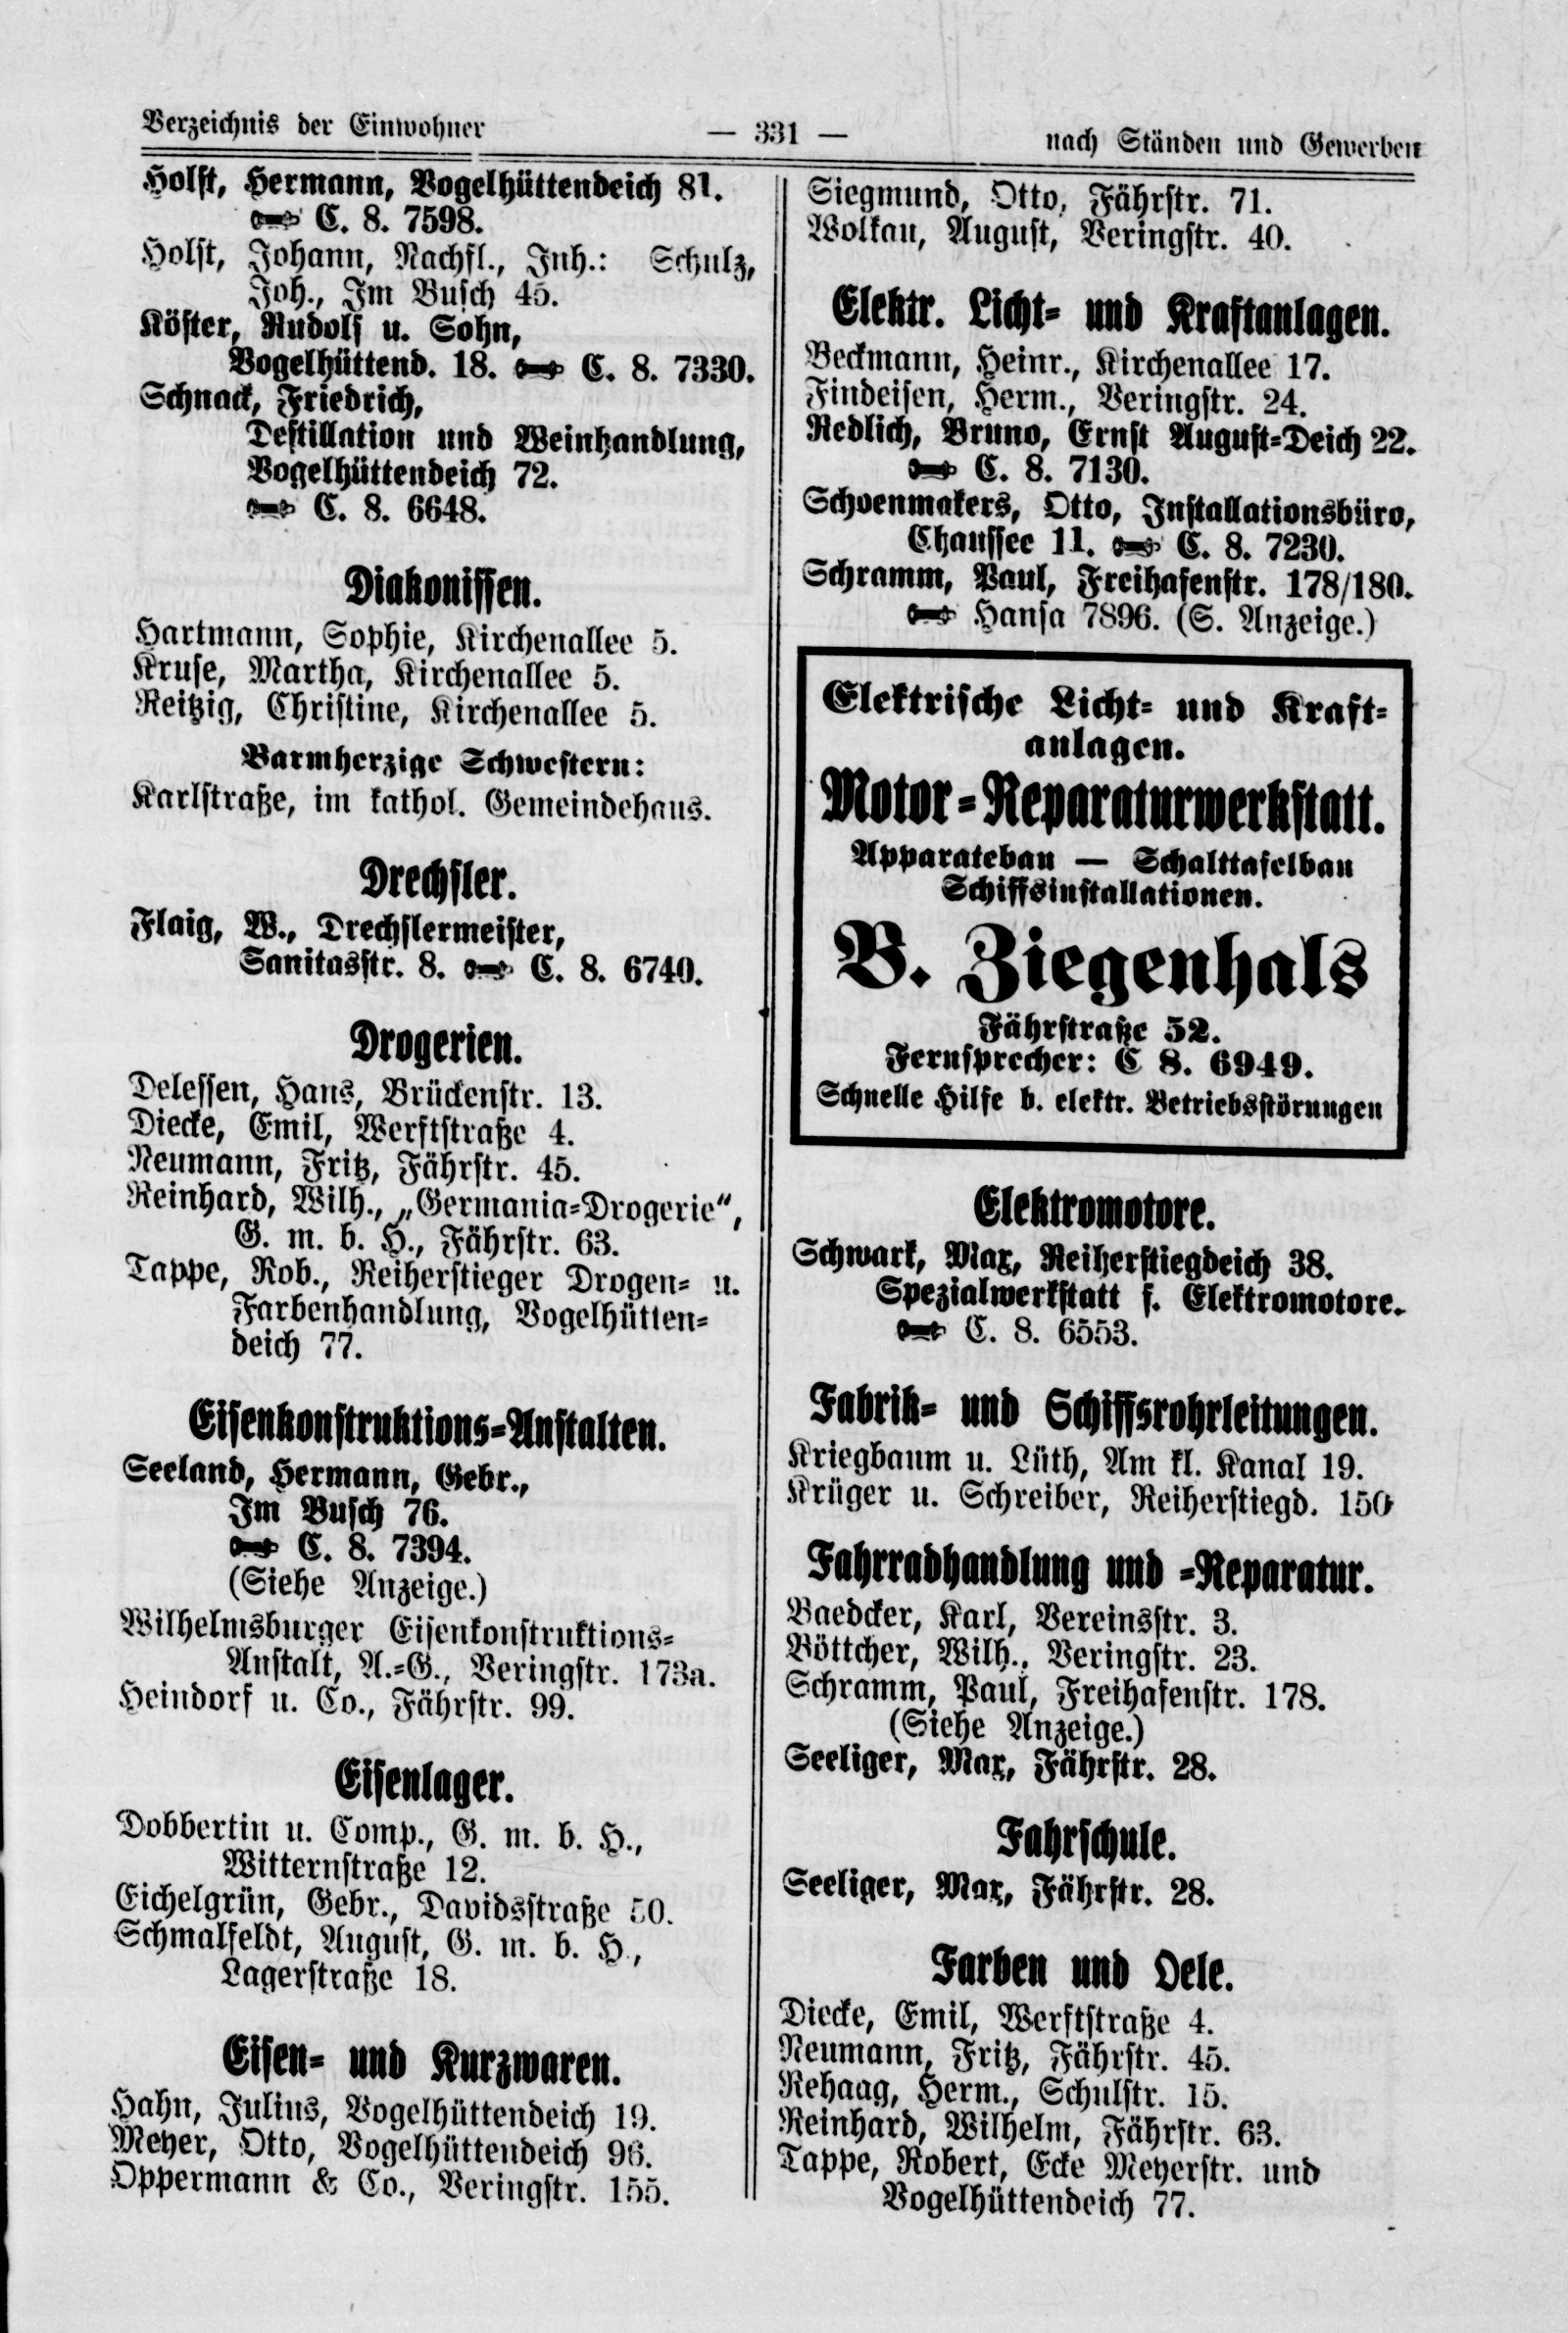 Verzeichnis der Einwohner
— 331 —
nach Ständen und Gewerben
Holst, Hermann, Vogelhüttendeich 81.
C. 8. 7598.
Holst, Johann, Nachfl., Inh.: Schulz,
Joh., Im Busch 45.
Köster, Rudolf u. Sohn,
Vogelhüttend. 18. C. 8. 7330.
Schnack, Friedrich,
Destillation und Weinhandlung,
Vogelhüttendeich 72.
C. 8. 6648.
Diakonissen.
Hartmann, Sophie, Kirchenallee 5.
Kruse, Martha, Kirchenallee 5.
Reitzig, Christine, Kirchenallee 5.
Barmherzige Schwestern:
Karlstraße, im kathol. Gemeindehaus.
Drechsler.
Flaig, W., Drechslermeister,
Sanitasstr. 8. C. 8. 6740.
Drogerien.
Delessen, Hans, Brückenstr. 13.
Diecke, Emil, Werftstraße 4.
Neumann, Fritz, Fährstr. 45.
Reinhard, Wilh., „Germania-Drogerie“,
G. m. b. H., Fährstr. 63.
Tappe, Rob., Reiherstieger Drogen- u.
Farbenhandlung, Vogelhütten-
deich 77.
Eisenkonstruktions-Anstalten.
Seeland, Hermann, Gebr.,
Im Busch 76.
C. 8. 7394.
(Siehe Anzeige.)
Wilhelmsburger Eisenkonstruktions-
Anstalt, A.-G., Veringstr. 173a.
Heindorf u. Co., Fährstr. 99.
Eisenlager.
Dobbertin u. Comp., G. m. b. H.,
Witternstraße 12.
Eichelgrün, Gebr., Davidsstraße 50.
Schmalfeldt, August, G. m. b. H.,
Lagerstraße 18.
Eisen- und Kurzwaren.
Hahn, Julius, Vogelhüttendeich 19.
Meyer, Otto, Vogelhüttendeich 96.
Oppermann & Co., Veringstr. 155.
Siegmund, Otto, Fährstr. 71.
Wolkau, August, Veringstr. 40.
Elektr. Licht- und Kraftanlagen.
Beckmann, Heinr., Kirchenallee 17.
Findeisen, Herm., Veringstr. 24.
Redlich, Bruno, Ernst August-Deich 22.
C. 8. 7130.
Schoenmakers, Otto, Installationsbüro,
Chaussee 11. C. 8. 7230.
Schramm, Paul, Freihafenstr. 178/180.
Hansa 7896. (S. Anzeige.)
Elektrische Licht- und Kraft-
anlagen.
Motor-Reparaturwerkstatt.
Apparatebau — Schalttafelbau
Schiffsinstallationen.
B. Ziegenhals
Fährstraße 52.
Fernsprecher: C 8. 6949.
Schnelle Hilfe b. elektr. Betriebsstörungen
Elektromotore.
Schwark, Max, Reiherstiegdeich 38.
Spezialwerkstatt f. Elektromotore.
C. 8. 6553.
Fabrik- und Schiffsrohrleitungen.
Kriegbaum u. Lüth, Am kl. Kanal 19.
Krüger u. Schreiber, Reiherstiegd. 150
Fahrradhandlung und -Reparatur.
Baedcker, Karl, Vereinsstr. 3.
Böttcher, Wilh., Veringstr. 23.
Schramm, Paul, Freihafenstr. 178.
(Siehe Anzeige.)
Seeliger, Max, Fährstr. 28.
Fahrschule.
Seeliger, Max, Fährstr. 28.
Farben und Oele.
Diecke, Emil, Werftstraße 4.
Neumann, Fritz, Fährstr. 45.
Rehaag, Herm., Schulstr. 15.
Reinhard, Wilhelm, Fährstr. 63.
Tappe, Robert, Ecke Meyerstr. und
Vogelhüttendeich 77.